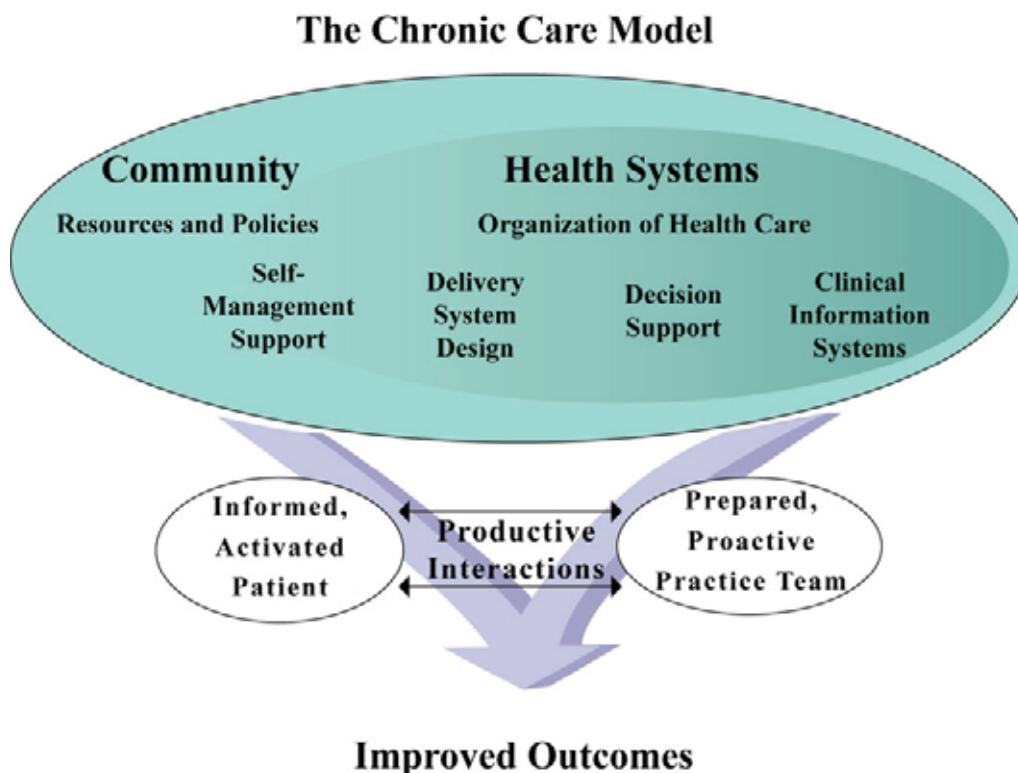 The Chronic Care Model
Community
Resources and Policies
Health Systems
Organization of Health Care
Self-
Management
Support
Delivery
System
Design
Decision
Support
Clinical
Information
Systems
Informed,
Activated
Patient
Productive
Interactions
Prepared,
Proactive
Practice Team
Improved Outcomes